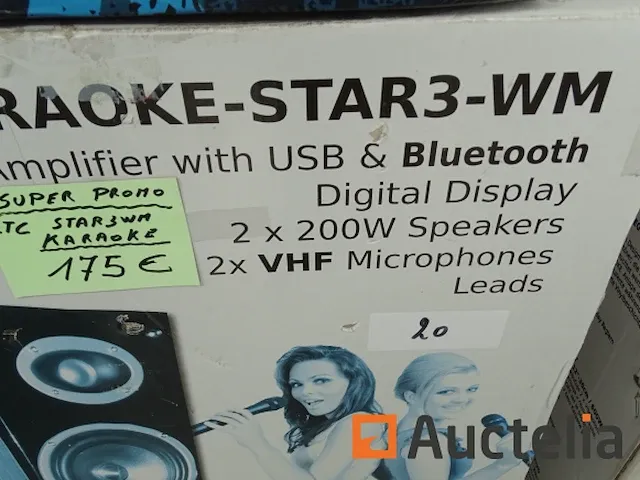 RAOKE-STAR3-WM
Amplifier with USB & Bluetooth
Digital Display
2 x 200W Speakers
2x VHF Microphones
Leads
SUPER PROMO
LTC STAR3WM
KARAOKE
175 €
20
Auctelia